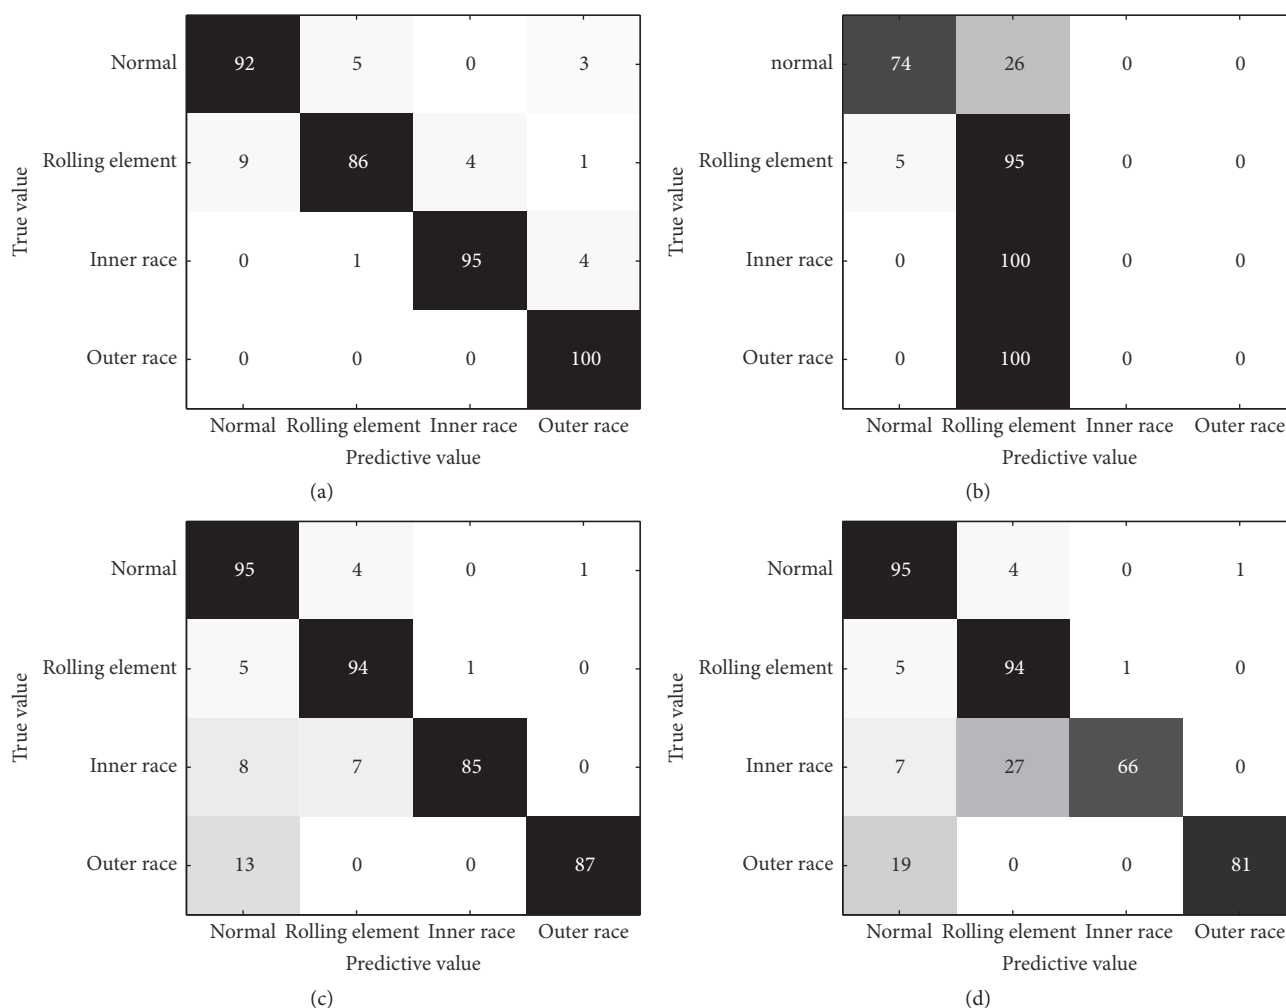 Normal 92 5 0 3
Rolling element 9 86 4 1
Inner race 0 1 95 4
Outer race 0 0 0 100
True value
Normal Rolling element Inner race Outer race
Predictive value
(a)
normal 74 26 0 0
Rolling element 5 95 0 0
Inner race 0 100 0 0
Outer race 0 100 0 0
True value
Normal Rolling element Inner race Outer race
Predictive value
(b)
Normal 95 4 0 1
Rolling element 5 94 1 0
Inner race 8 7 85 0
Outer race 13 0 0 87
True value
Normal Rolling element Inner race Outer race
Predictive value
(c)
Normal 95 4 0 1
Rolling element 5 94 1 0
Inner race 7 27 66 0
Outer race 19 0 0 81
True value
Normal Rolling element Inner race Outer race
Predictive value
(d)